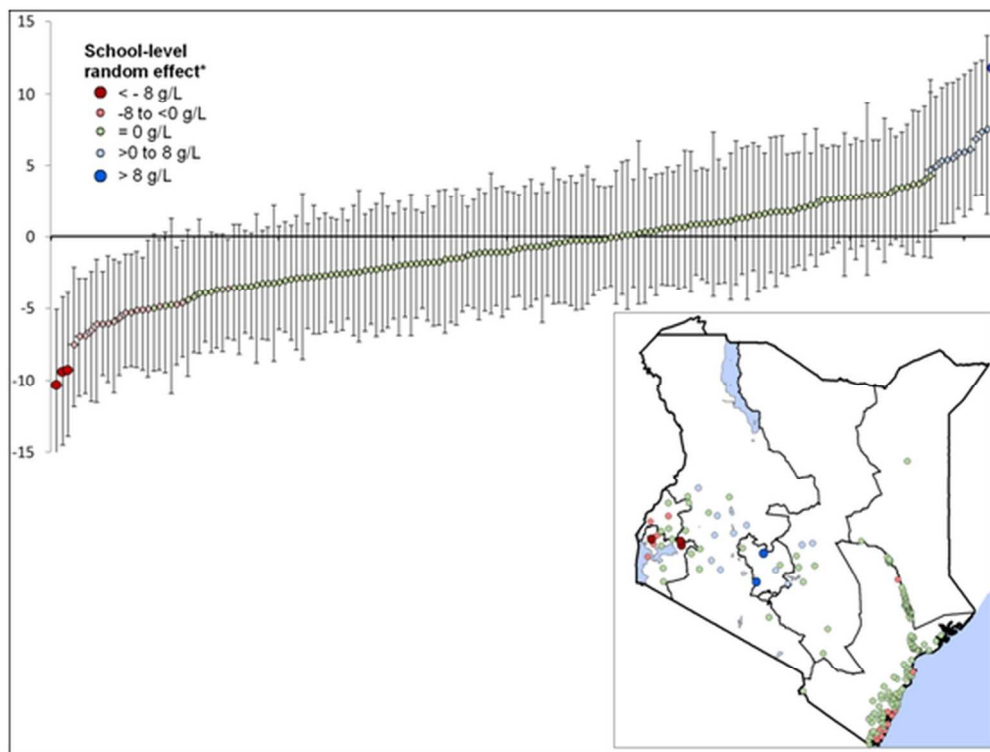 15
School-level
random effect*
< - 8 g/L
-8 to <0 g/L
= 0 g/L
>0 to 8 g/L
> 8 g/L
10
5
0
-5
-10
-15